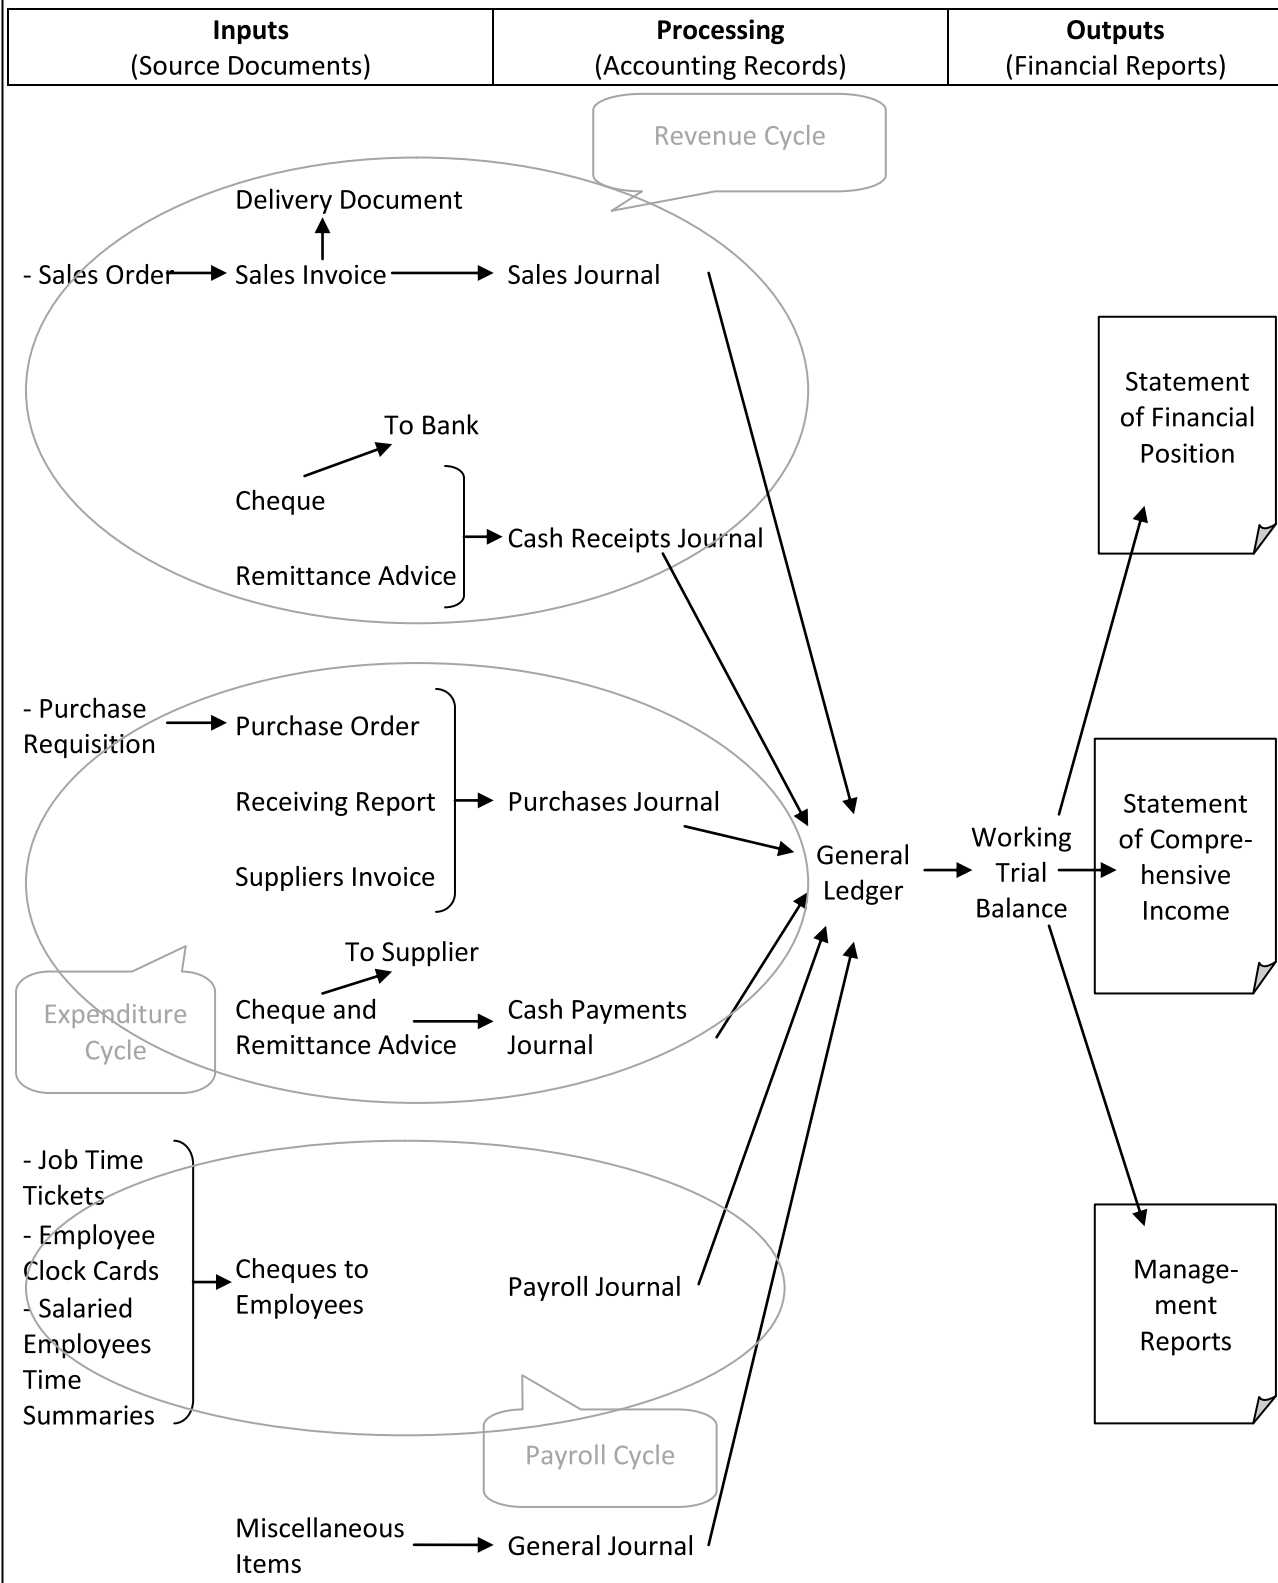 Inputs
(Source Documents)
Processing
(Accounting Records)
Outputs
(Financial Reports)
Revenue Cycle
Delivery Document
- Sales Order
Sales Invoice
Sales Journal
To Bank
Cheque
Cash Receipts Journal
Remittance Advice
Statement
of Financial
Position
- Purchase
Requisition
Purchase Order
Receiving Report
Purchases Journal
Suppliers Invoice
General
Ledger
Working
Trial
Balance
Statement
of Compre-
hensive
Income
To Supplier
Expenditure
Cycle
Cheque and
Remittance Advice
Cash Payments
Journal
- Job Time
Tickets
- Employee
Clock Cards
- Salaried
Employees
Time
Summaries
Cheques to
Employees
Payroll Journal
Manage-
ment
Reports
Payroll Cycle
Miscellaneous
Items
General Journal